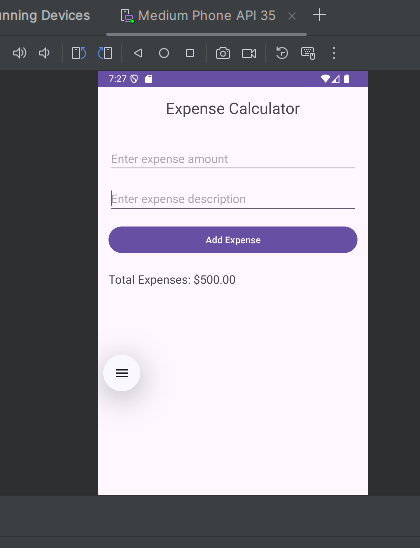 Running Devices
Medium Phone API 35
7:27
Expense Calculator
Enter expense amount
Enter expense description
Add Expense
Total Expenses: $500.00